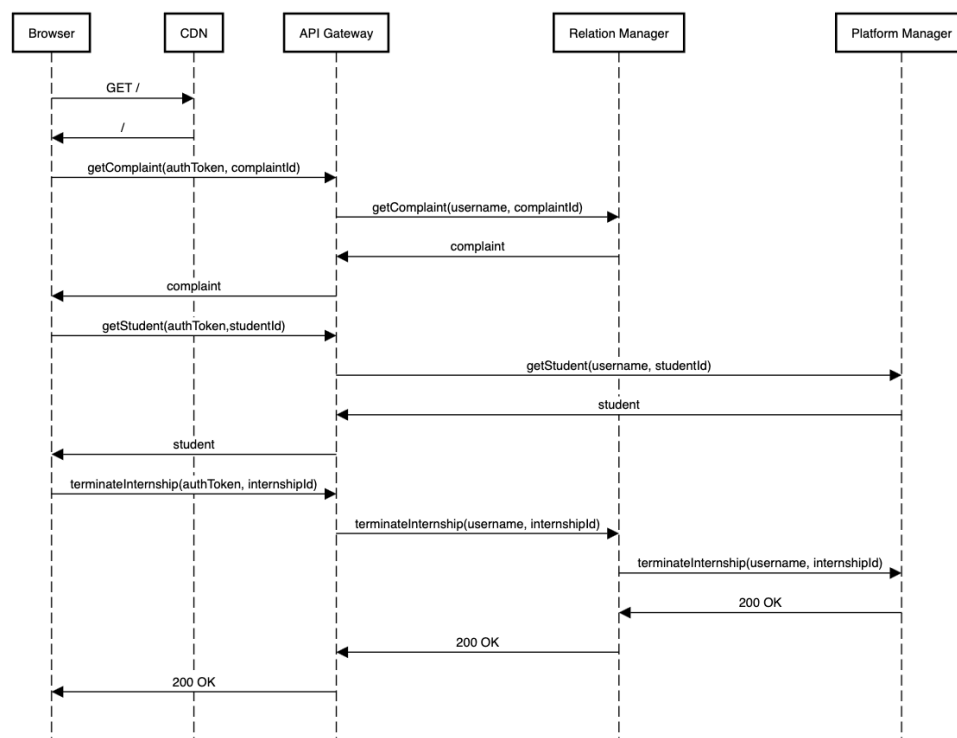 Browser
CDN
API Gateway
Relation Manager
Platform Manager
GET /
/
getComplaint(authToken, complaintId)
getComplaint(username, complaintId)
complaint
complaint
getStudent(authToken,studentId)
getStudent(username, studentId)
student
student
terminateInternship(authToken, internshipId)
terminateInternship(username, internshipId)
terminateInternship(username, internshipId)
200 OK
200 OK
200 OK